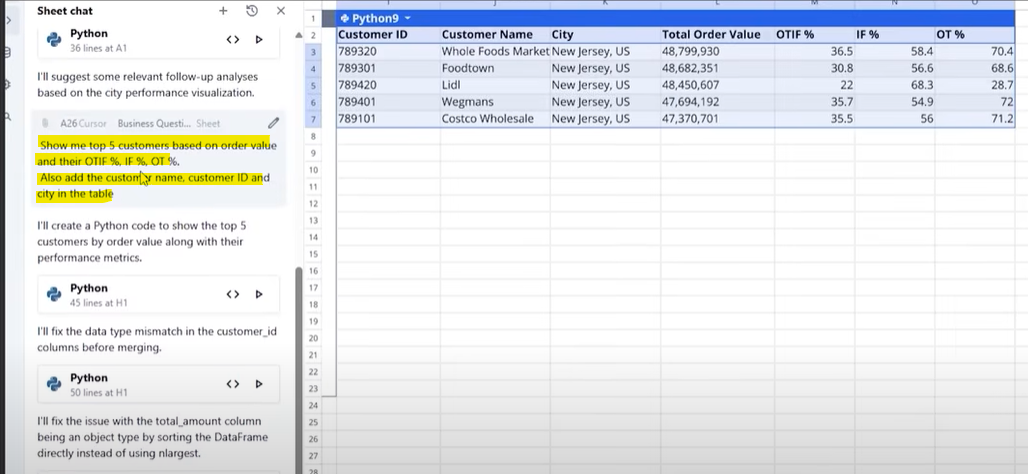 Sheet chat
Python
36 lines at A1
I'll suggest some relevant follow-up analyses
based on the city performance visualization.
A26 Cursor Business Questi... Sheet
Show me top 5 customers based on order value
and their OTIF %, IF %, OT %.
Also add the customer name, customer ID and
city in the table
I'll create a Python code to show the top 5
customers by order value along with their
performance metrics.
Python
45 lines at H1
I'll fix the data type mismatch in the customer_id
columns before merging.
Python
50 lines at H1
I'll fix the issue with the total_amount column
being an object type by sorting the DataFrame
directly instead of using nlargest.
K M N
1 Python9
2 Customer ID Customer Name City Total Order Value OTIF % IF % OT %
3 789320 Whole Foods Market New Jersey, US 48,799,930 36.5 58.4 70.4
4 789301 Foodtown New Jersey, US 48,682,351 30.8 56.6 68.6
5 789420 Lidl New Jersey, US 48,450,607 22 68.3 28.7
6 789401 Wegmans New Jersey, US 47,694,192 35.7 54.9 72
7 789101 Costco Wholesale New Jersey, US 47,370,701 35.5 56 71.2
8
9
10
11
12
13
14
15
16
17
18
19
20
21
22
23
24
25
26
27
28